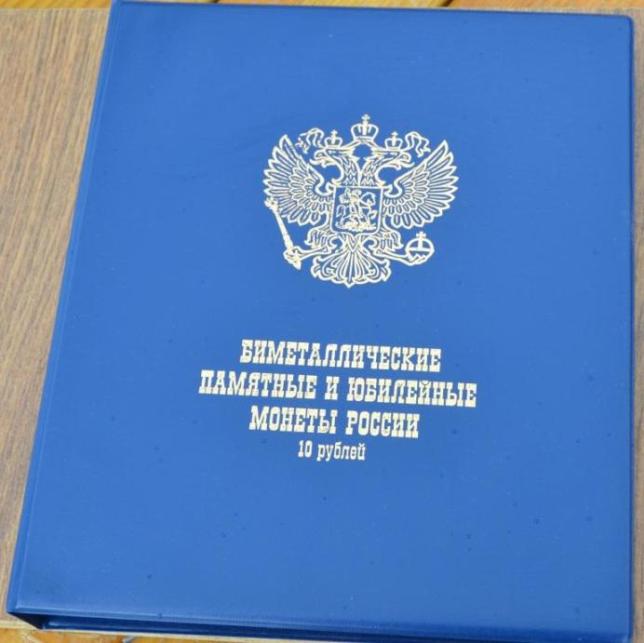 БИМЕТАЛЛИЧЕСКИЕ
ПАМЯТНЫЕ И ЮБИЛЕЙНЫЕ
МОНЕТЫ РОССИИ
10 рублей